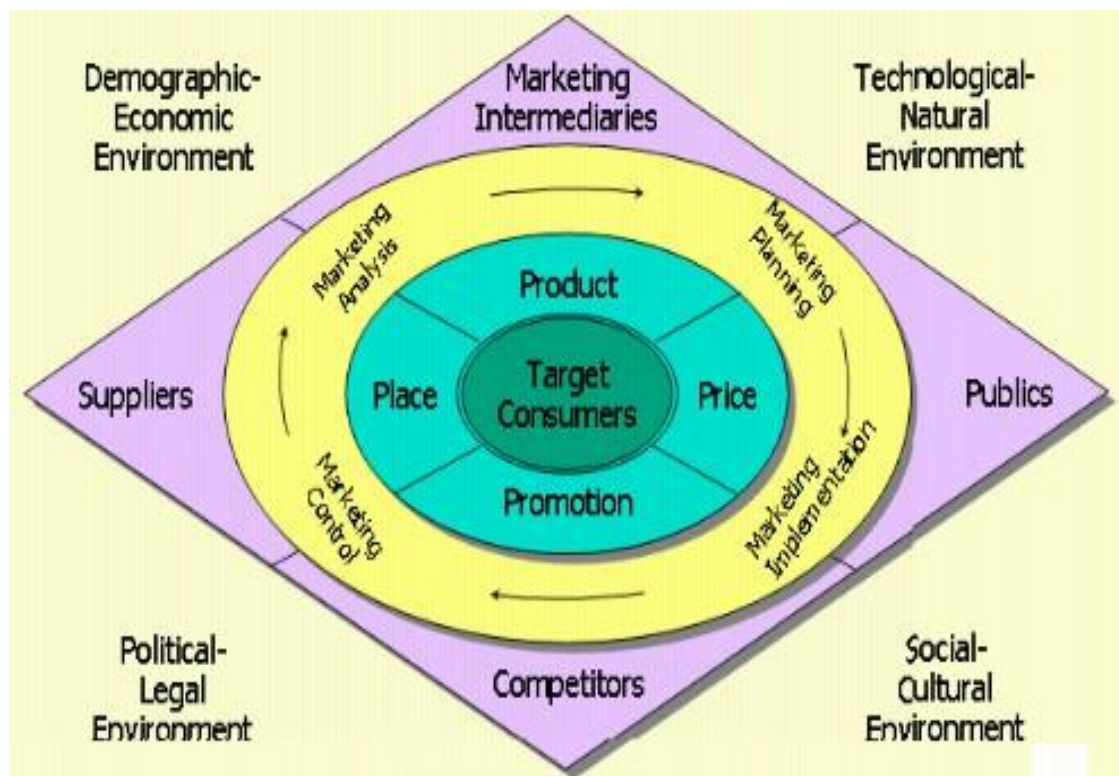 Demographic-
Economic
Environment
Marketing
Intermediaries
Technological-
Natural
Environment
Marketing
Analysis
Marketing
Planning
Product
Suppliers
Place
Target
Consumers
Price
Publics
Promotion
Marketing
Control
Marketing
Implementation
Political-
Legal
Environment
Competitors
Social-
Cultural
Environment